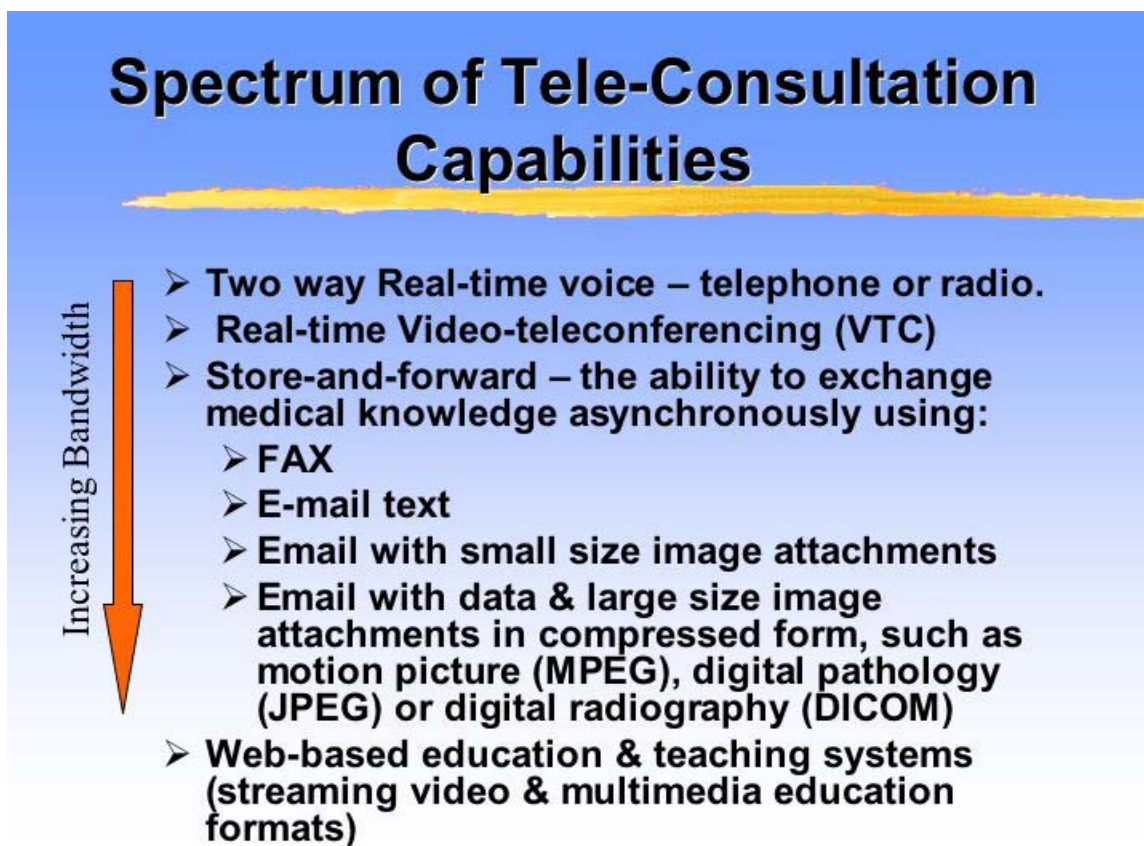 Spectrum of Tele-Consultation
Capabilities
Increasing Bandwidth
➢ Two way Real-time voice – telephone or radio.
➢ Real-time Video-teleconferencing (VTC)
➢ Store-and-forward – the ability to exchange
medical knowledge asynchronously using:
➢ FAX
➢ E-mail text
➢ Email with small size image attachments
➢ Email with data & large size image
attachments in compressed form, such as
motion picture (MPEG), digital pathology
(JPEG) or digital radiography (DICOM)
➢ Web-based education & teaching systems
(streaming video & multimedia education
formats)